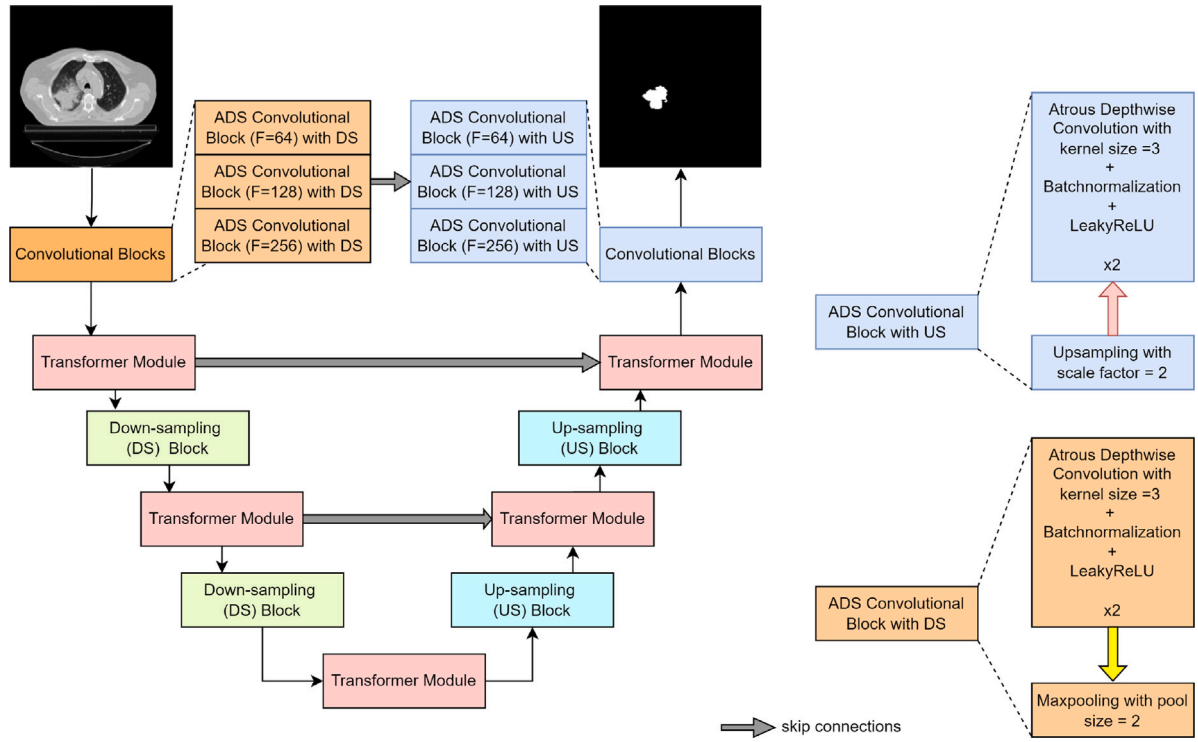 ADS Convolutional
Block (F=64) with DS
ADS Convolutional
Block (F=128) with DS
ADS Convolutional
Block (F=256) with DS
ADS Convolutional
Block (F=64) with US
ADS Convolutional
Block (F=128) with US
ADS Convolutional
Block (F=256) with US
Convolutional Blocks
Convolutional Blocks
Transformer Module
Transformer Module
Down-sampling
(DS) Block
Up-sampling
(US) Block
Transformer Module
Transformer Module
Down-sampling
(DS) Block
Up-sampling
(US) Block
Transformer Module
skip connections
ADS Convolutional
Block with US
Atrous Depthwise
Convolution with
kernel size =3
+
Batchnormalization
+
LeakyReLU
x2
Upsampling with
scale factor = 2
ADS Convolutional
Block with DS
Atrous Depthwise
Convolution with
kernel size =3
+
Batchnormalization
+
LeakyReLU
x2
Maxpooling with pool
size = 2